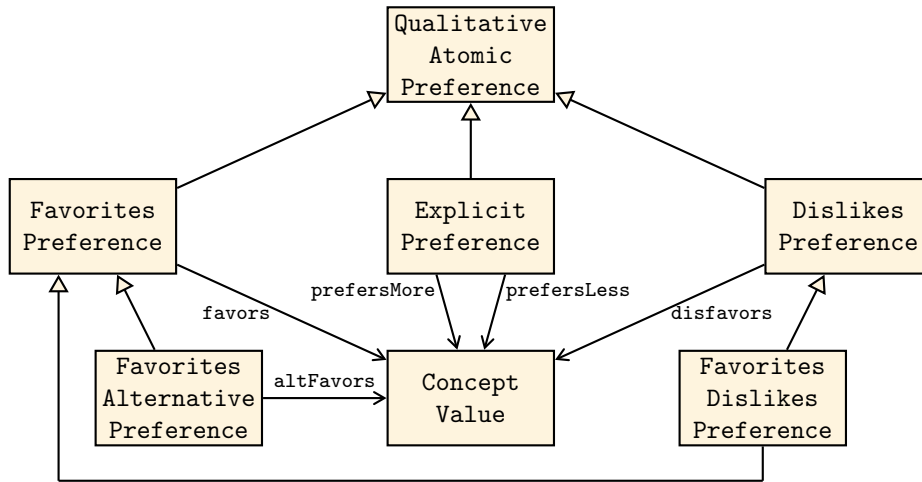 Qualitative
Atomic
Preference
Favorites
Preference
Explicit
Preference
Dislikes
Preference
prefersMore
prefersLess
favors
disfavors
Favorites
Alternative
Preference
altFavors
Concept
Value
Favorites
Dislikes
Preference